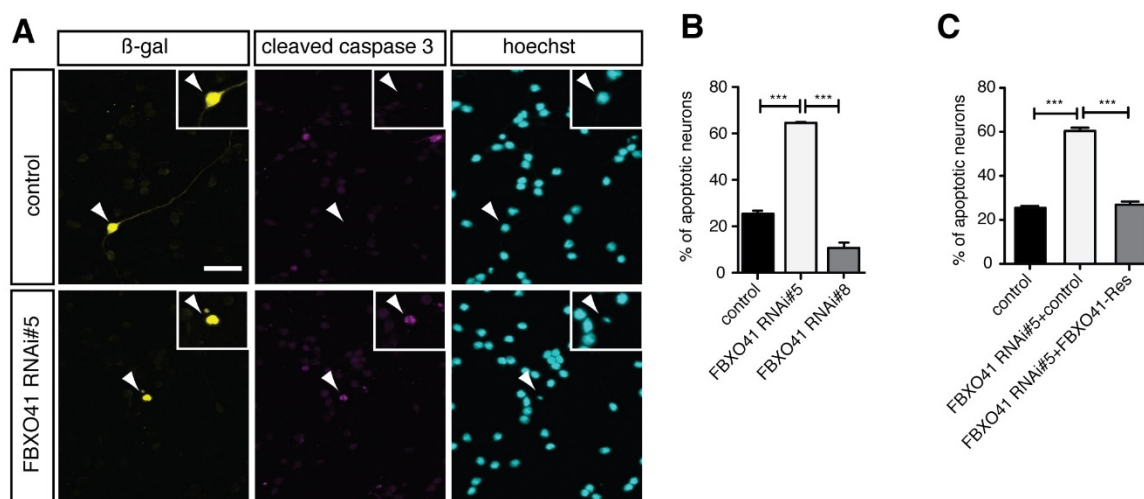 A
ß-gal
cleaved caspase 3
hoechst
control
FBXO41 RNAi#5
B
% of apoptotic neurons
80
60
40
20
0
***
***
control
FBXO41 RNAi#5
FBXO41 RNAi#8
C
% of apoptotic neurons
80
60
40
20
0
***
***
control
FBXO41 RNAi#5+control
FBXO41 RNAi#5+FBXO41-Res